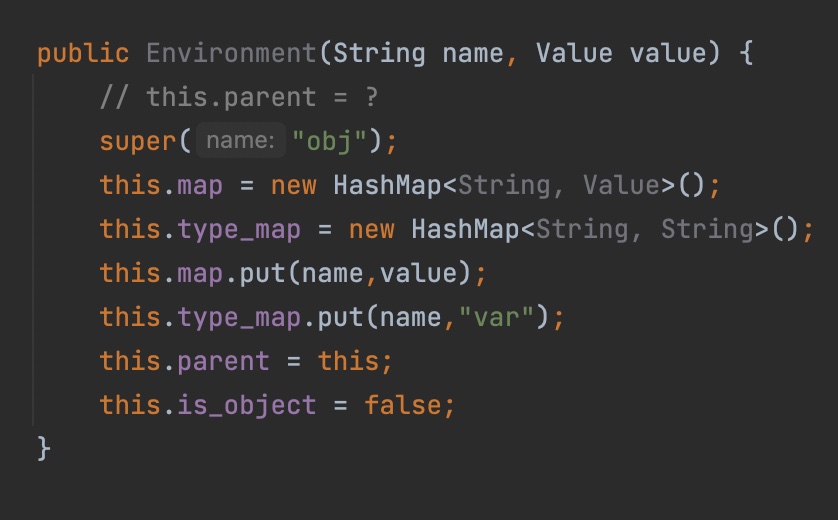 public Environment(String name, Value value) {
// this.parent = ?
super( name: "obj");
this.map = new HashMap<String, Value>();
this.type_map = new HashMap<String, String>();
this.map.put(name,value);
this.type_map.put(name,"var");
this.parent = this;
this.is_object = false;
}